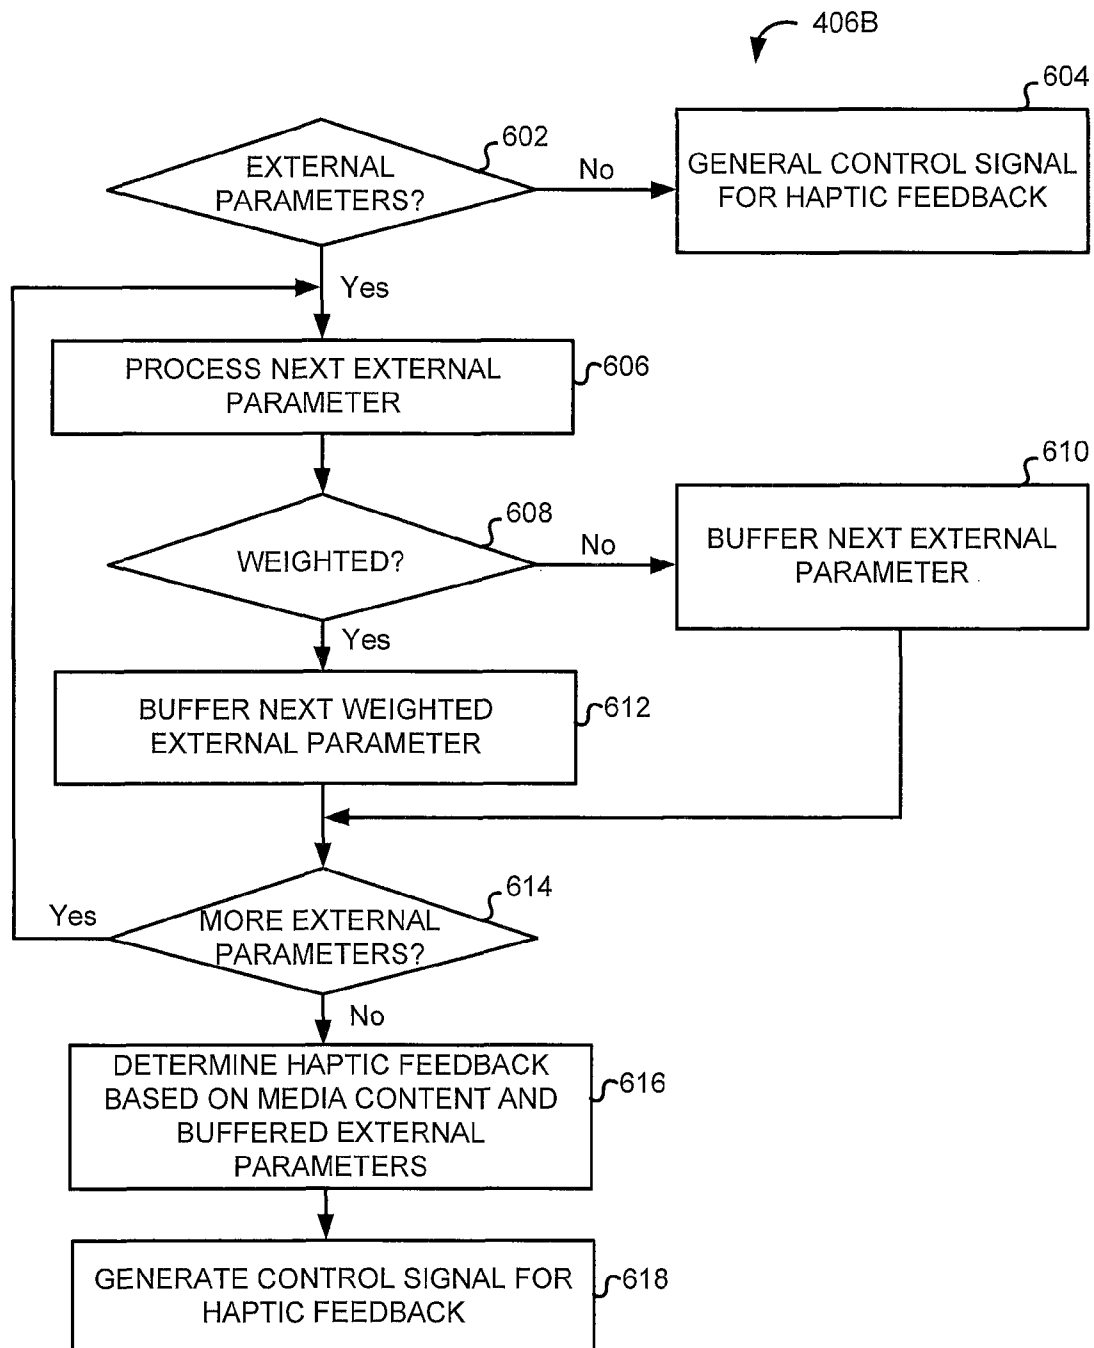 406B
604
602
EXTERNAL
PARAMETERS?
No
GENERAL CONTROL SIGNAL
FOR HAPTIC FEEDBACK
Yes
PROCESS NEXT EXTERNAL
PARAMETER
606
610
608
WEIGHTED?
No
BUFFER NEXT EXTERNAL
PARAMETER
Yes
BUFFER NEXT WEIGHTED
EXTERNAL PARAMETER
612
614
Yes
MORE EXTERNAL
PARAMETERS?
No
DETERMINE HAPTIC FEEDBACK
BASED ON MEDIA CONTENT AND
BUFFERED EXTERNAL
PARAMETERS
616
GENERATE CONTROL SIGNAL FOR
HAPTIC FEEDBACK
618